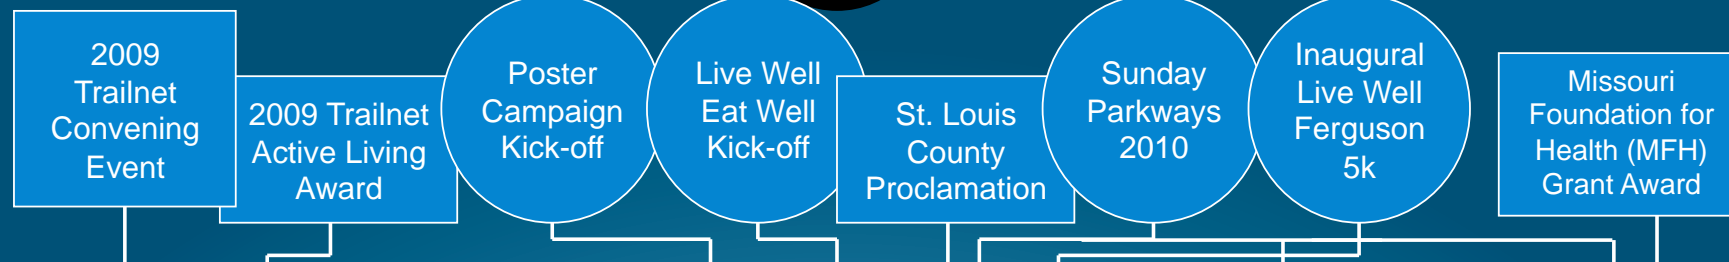 2009
Trailnet
Convening
Event
2009 Trailnet
Active Living
Award
Poster
Campaign
Kick-off
Live Well
Eat Well
Kick-off
St. Louis
County
Proclamation
Sunday
Parkways
2010
Inaugural
Live Well
Ferguson
5k
Missouri
Foundation for
Health (MFH)
Grant Award